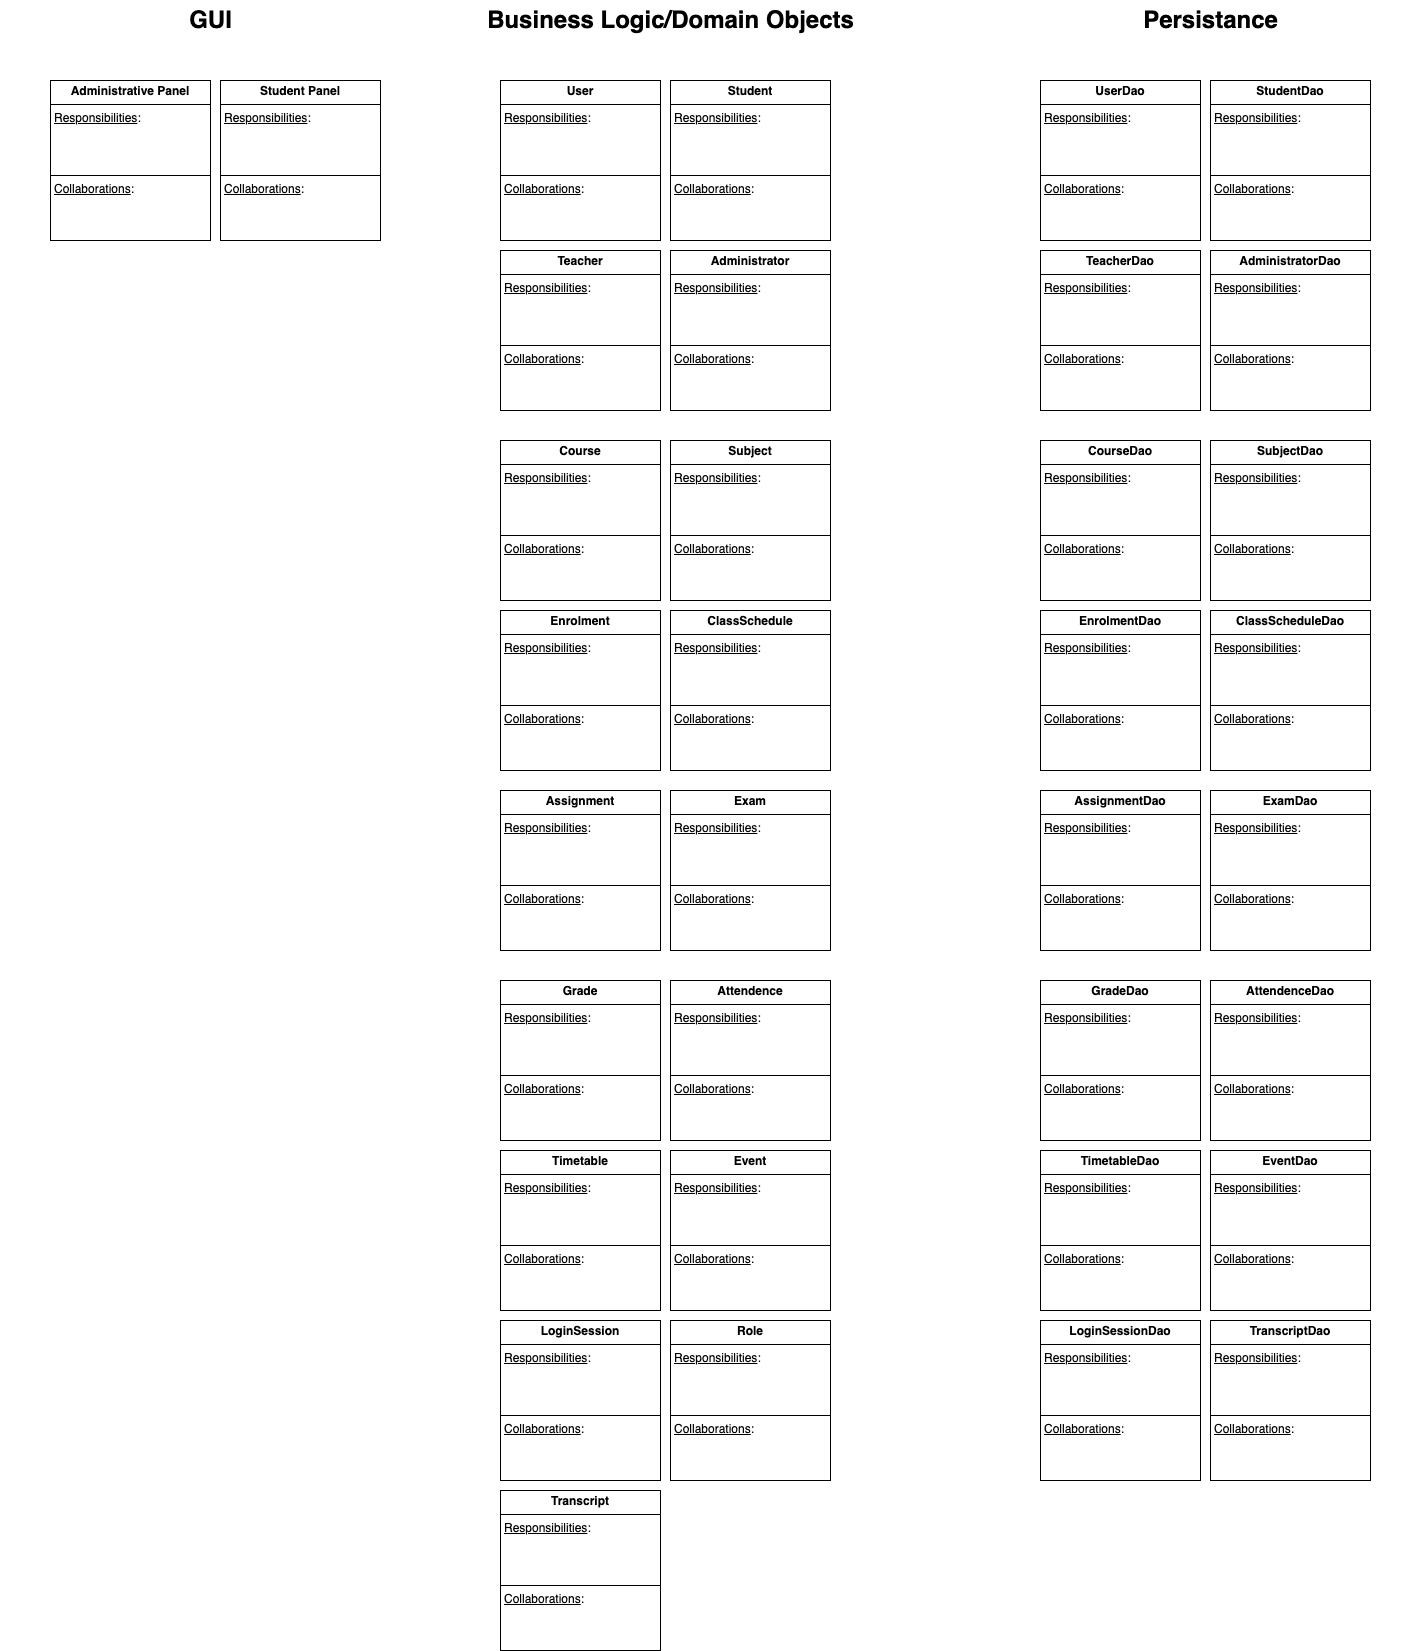 GUI
Business Logic/Domain Objects
Persistance
Administrative Panel
Responsibilities:
Collaborations:
Student Panel
Responsibilities:
Collaborations:
User
Responsibilities:
Collaborations:
Student
Responsibilities:
Collaborations:
Teacher
Responsibilities:
Collaborations:
Administrator
Responsibilities:
Collaborations:
Course
Responsibilities:
Collaborations:
Subject
Responsibilities:
Collaborations:
Enrolment
Responsibilities:
Collaborations:
ClassSchedule
Responsibilities:
Collaborations:
Assignment
Responsibilities:
Collaborations:
Exam
Responsibilities:
Collaborations:
Grade
Responsibilities:
Collaborations:
Attendence
Responsibilities:
Collaborations:
Timetable
Responsibilities:
Collaborations:
Event
Responsibilities:
Collaborations:
LoginSession
Responsibilities:
Collaborations:
Role
Responsibilities:
Collaborations:
Transcript
Responsibilities:
Collaborations:
UserDao
Responsibilities:
Collaborations:
StudentDao
Responsibilities:
Collaborations:
TeacherDao
Responsibilities:
Collaborations:
AdministratorDao
Responsibilities:
Collaborations:
CourseDao
Responsibilities:
Collaborations:
SubjectDao
Responsibilities:
Collaborations:
EnrolmentDao
Responsibilities:
Collaborations:
ClassScheduleDao
Responsibilities:
Collaborations:
AssignmentDao
Responsibilities:
Collaborations:
ExamDao
Responsibilities:
Collaborations:
GradeDao
Responsibilities:
Collaborations:
AttendenceDao
Responsibilities:
Collaborations:
TimetableDao
Responsibilities:
Collaborations:
EventDao
Responsibilities:
Collaborations:
LoginSessionDao
Responsibilities:
Collaborations:
TranscriptDao
Responsibilities:
Collaborations: